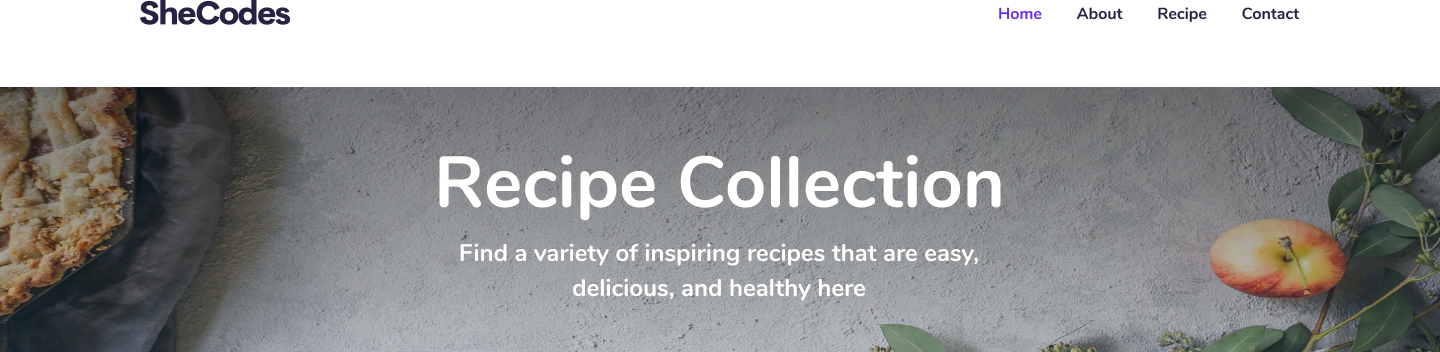 SheCodes
Home About Recipe Contact
Recipe Collection
Find a variety of inspiring recipes that are easy,
delicious, and healthy here